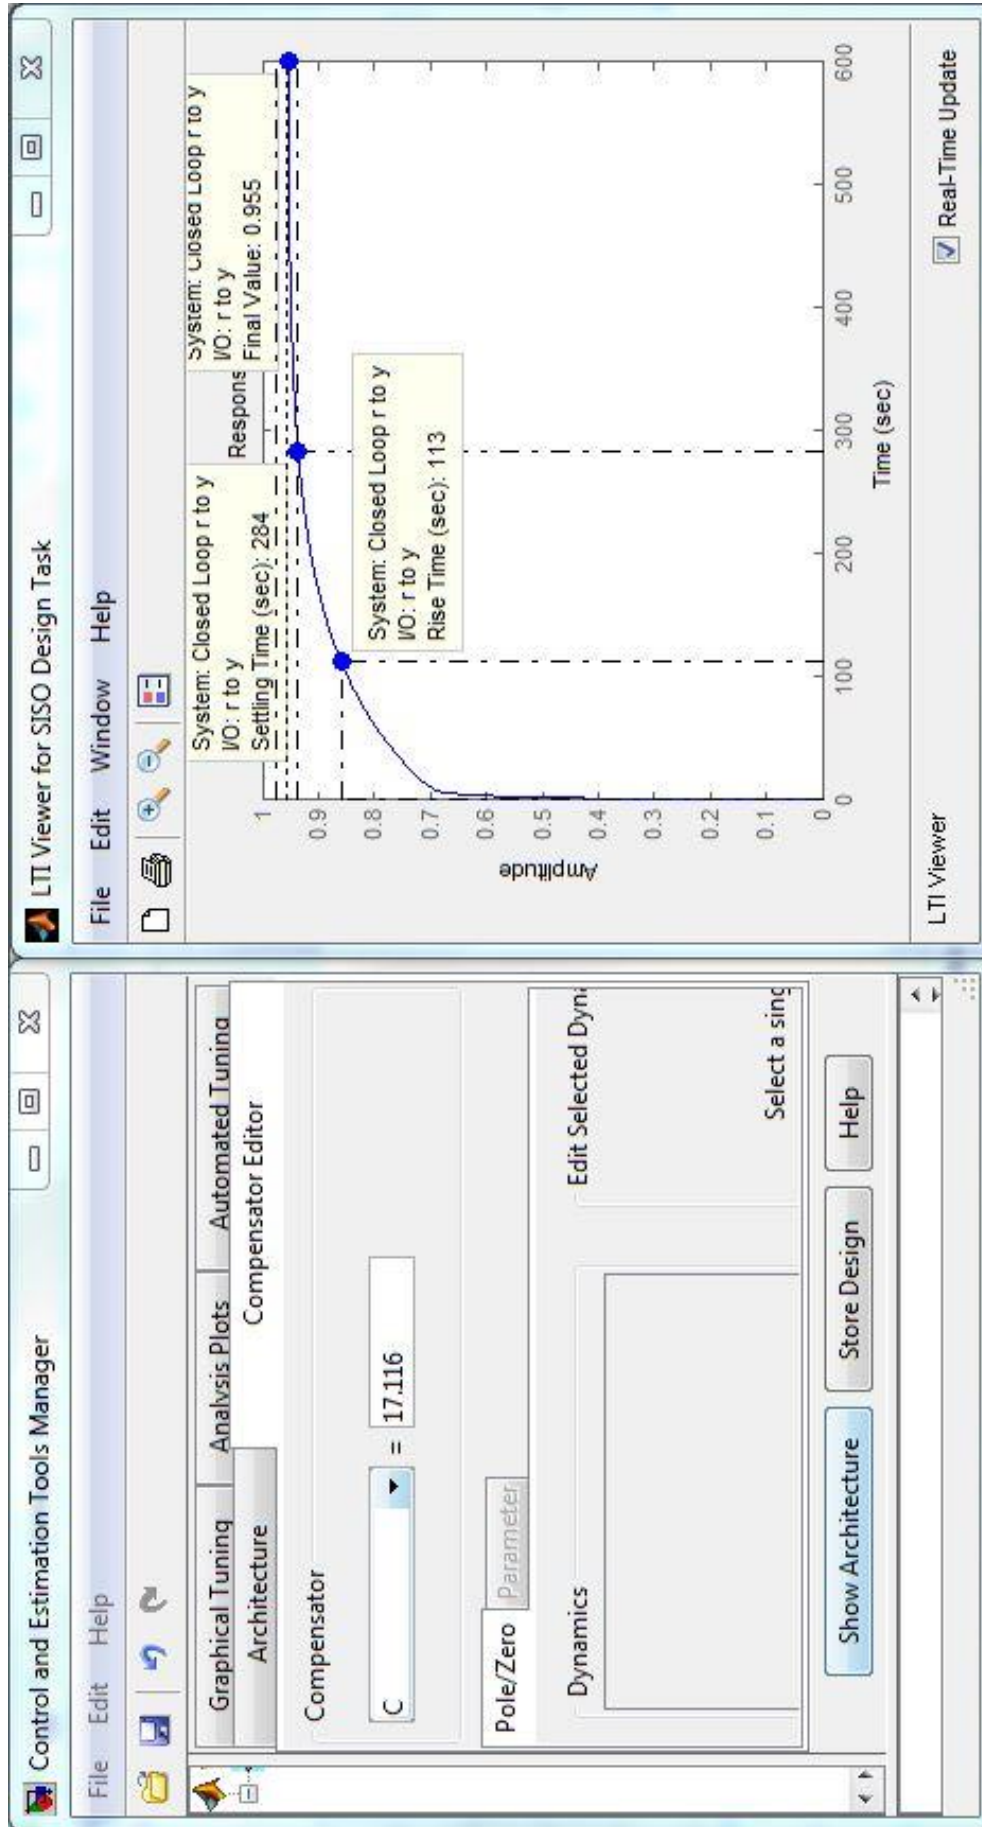 Control and Estimation Tools Manager
File Edit Help
Graphical Tuning Analysis Plots Automated Tuning
Architecture Compensator Editor
Compensator
C = 17.116
Pole/Zero Parameter
Dynamics
Edit Selected Dyna
Select a sing
Show Architecture Store Design Help
LTI Viewer for SISO Design Task
File Edit Window Help
System: Closed Loop r to y
I/O: r to y
Settling Time (sec): 284
Respons
System: Closed Loop r to y
I/O: r to y
Final Value: 0.955
System: Closed Loop r to y
I/O: r to y
Rise Time (sec): 113
Amplitude
1
0.9
0.8
0.7
0.6
0.5
0.4
0.3
0.2
0.1
0
0 100 200 300 400 500 600
Time (sec)
LTI Viewer
Real-Time Update